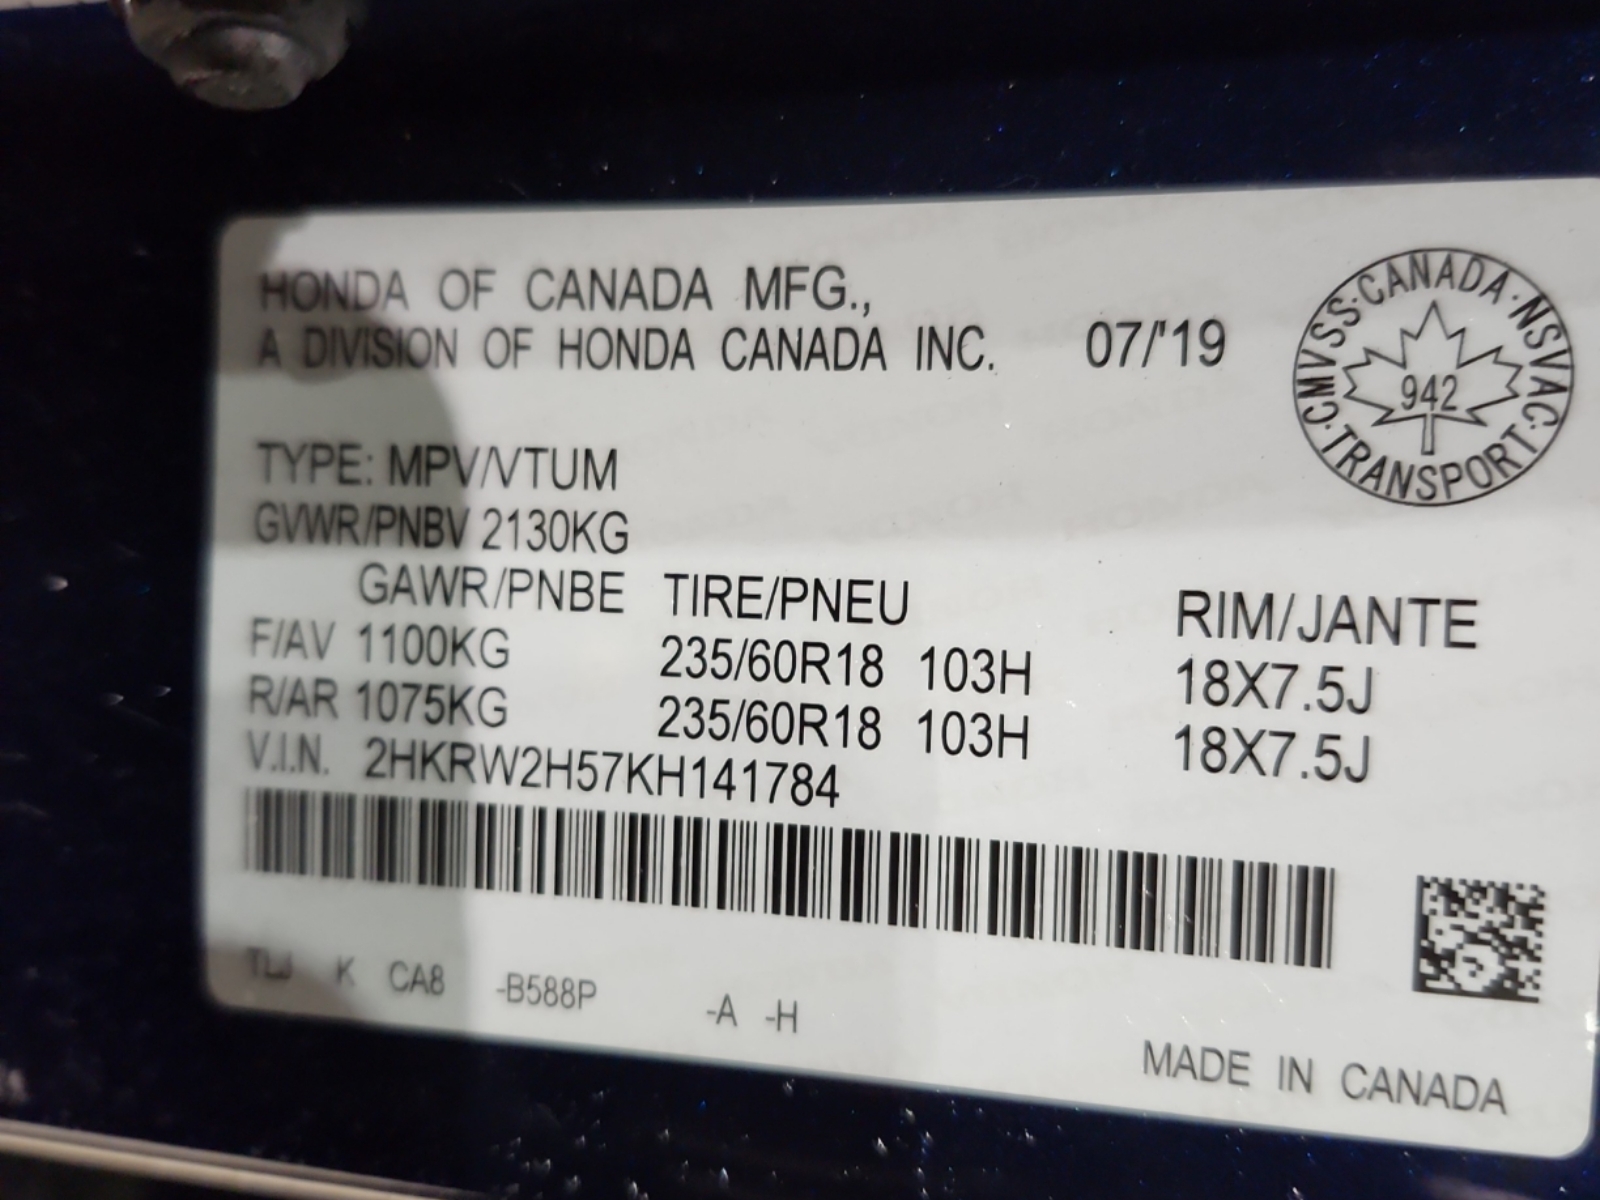 HONDA OF CANADA MFG.,
A DIVISION OF HONDA CANADA INC. 07/'19
CMVSS·CANADA·NSVAC·TRANSPORT·
942
TYPE: MPV/VTUM
GVWR/PNBV 2130KG
GAWR/PNBE TIRE/PNEU RIM/JANTE
F/AV 1100KG 235/60R18 103H 18X7.5J
R/AR 1075KG 235/60R18 103H 18X7.5J
V.I.N. 2HKRW2H57KH141784
K CA8 -B588P -A -H
MADE IN CANADA